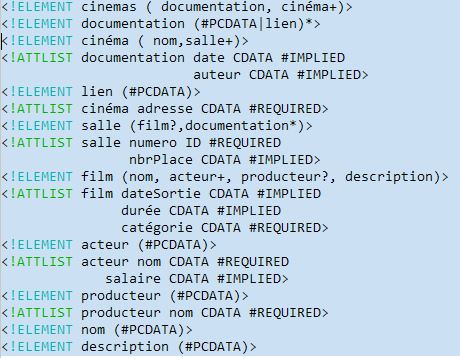 <!ELEMENT cinemas ( documentation, cinéma+)>
<!ELEMENT documentation (#PCDATA|lien)*>
<!ELEMENT cinéma ( nom,salle+)>
<!ATTLIST documentation date CDATA #IMPLIED
auteur CDATA #IMPLIED>
<!ELEMENT lien (#PCDATA)>
<!ATTLIST cinéma adresse CDATA #REQUIRED>
<!ELEMENT salle (film?,documentation*)>
<!ATTLIST salle numero ID #REQUIRED
nbrPlace CDATA #IMPLIED>
<!ELEMENT film (nom, acteur+, producteur?, description)>
<!ATTLIST film dateSortie CDATA #IMPLIED
durée CDATA #IMPLIED
catégorie CDATA #REQUIRED>
<!ELEMENT acteur (#PCDATA)>
<!ATTLIST acteur nom CDATA #REQUIRED
salaire CDATA #IMPLIED>
<!ELEMENT producteur (#PCDATA)>
<!ATTLIST producteur nom CDATA #REQUIRED>
<!ELEMENT nom (#PCDATA)>
<!ELEMENT description (#PCDATA)>